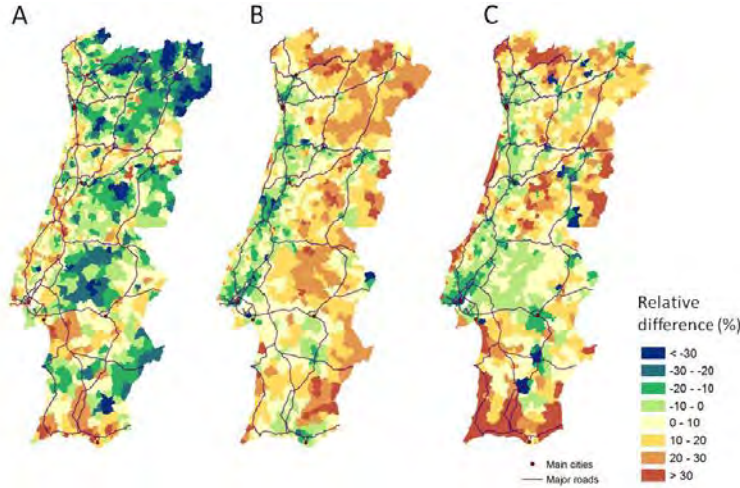 A B C
Relative
difference (%)
< -30
-30 - -20
-20 - -10
-10 - 0
0 - 10
10 - 20
20 - 30
> 30
Main cities
Major roads